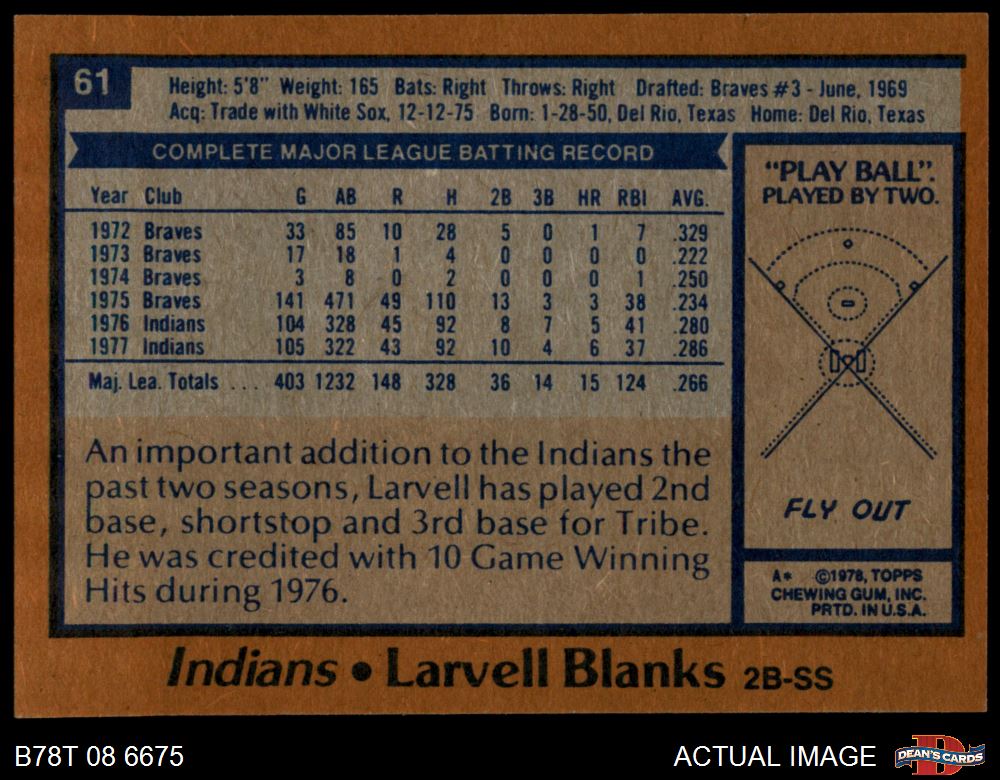 61
Height: 5'8" Weight: 165 Bats: Right Throws: Right Drafted: Braves #3 - June, 1969
Acq: Trade with White Sox, 12-12-75 Born: 1-28-50, Del Rio, Texas Home: Del Rio, Texas
COMPLETE MAJOR LEAGUE BATTING RECORD
Year Club G AB R H 2B 3B HR RBI AVG.
1972 Braves 33 85 10 28 5 0 1 7 .329
1973 Braves 17 18 1 4 0 0 0 0 .222
1974 Braves 3 8 0 2 0 0 0 1 .250
1975 Braves 141 471 49 110 13 3 3 38 .234
1976 Indians 104 328 45 92 8 7 5 41 .280
1977 Indians 105 322 43 92 10 4 6 37 .286
Maj. Lea. Totals ... 403 1232 148 328 36 14 15 124 .266
An important addition to the Indians the
past two seasons, Larvell has played 2nd
base, shortstop and 3rd base for Tribe.
He was credited with 10 Game Winning
Hits during 1976.
"PLAY BALL".
PLAYED BY TWO.
FLY OUT
A* ©1978, TOPPS
CHEWING GUM, INC.
PRTD. IN U.S.A.
Indians • Larvell Blanks 2B-SS
B78T 08 6675
ACTUAL IMAGE
DEAN'S CARDS